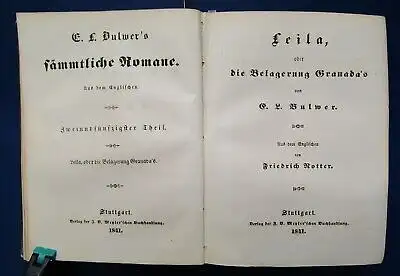 E. L. Bulwer's
sämmtliche Romane.
Aus dem Englischen.
Zweiundfünfzigster Theil.
Leila, oder die Belagerung Granada's.
Stuttgart.
Verlag der J. B. Metzler'schen Buchhandlung.
1841.
Leila,
oder
die Belagerung Granada's
von
E. L. Bulwer.
Aus dem Englischen
von
Friedrich Notter.
Stuttgart.
Verlag der J. B. Metzler'schen Buchhandlung.
1841.